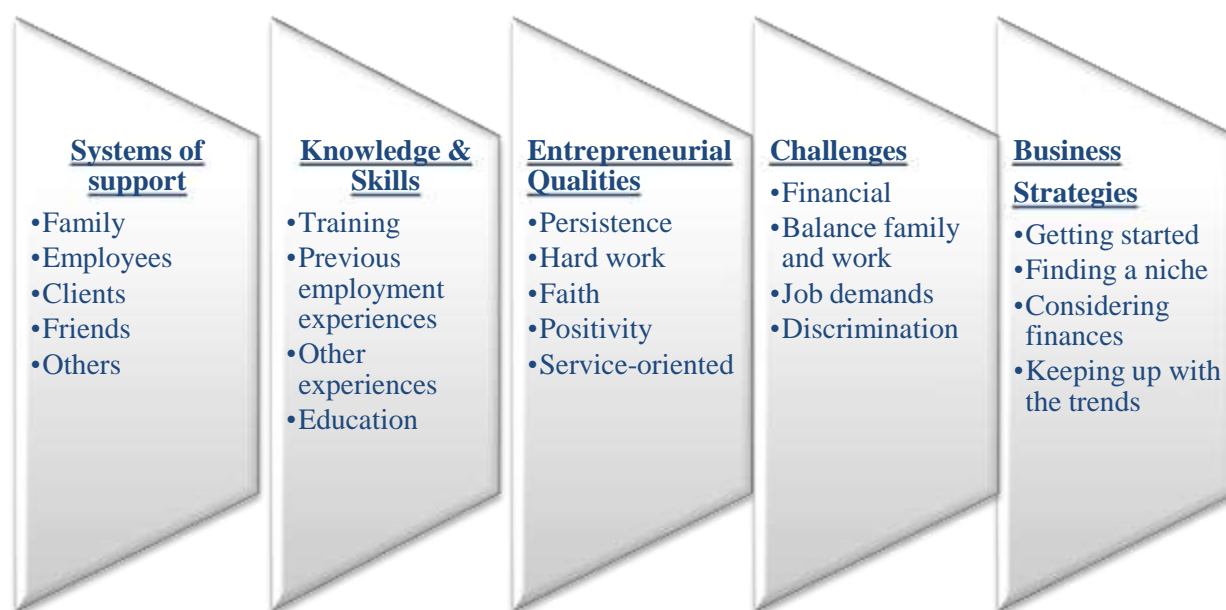 Systems of
support
•Family
•Employees
•Clients
•Friends
•Others
Knowledge &
Skills
•Training
•Previous
employment
experiences
•Other
experiences
•Education
Entrepreneurial
Qualities
•Persistence
•Hard work
•Faith
•Positivity
•Service-oriented
Challenges
•Financial
•Balance family
and work
•Job demands
•Discrimination
Business
Strategies
•Getting started
•Finding a niche
•Considering
finances
•Keeping up with
the trends